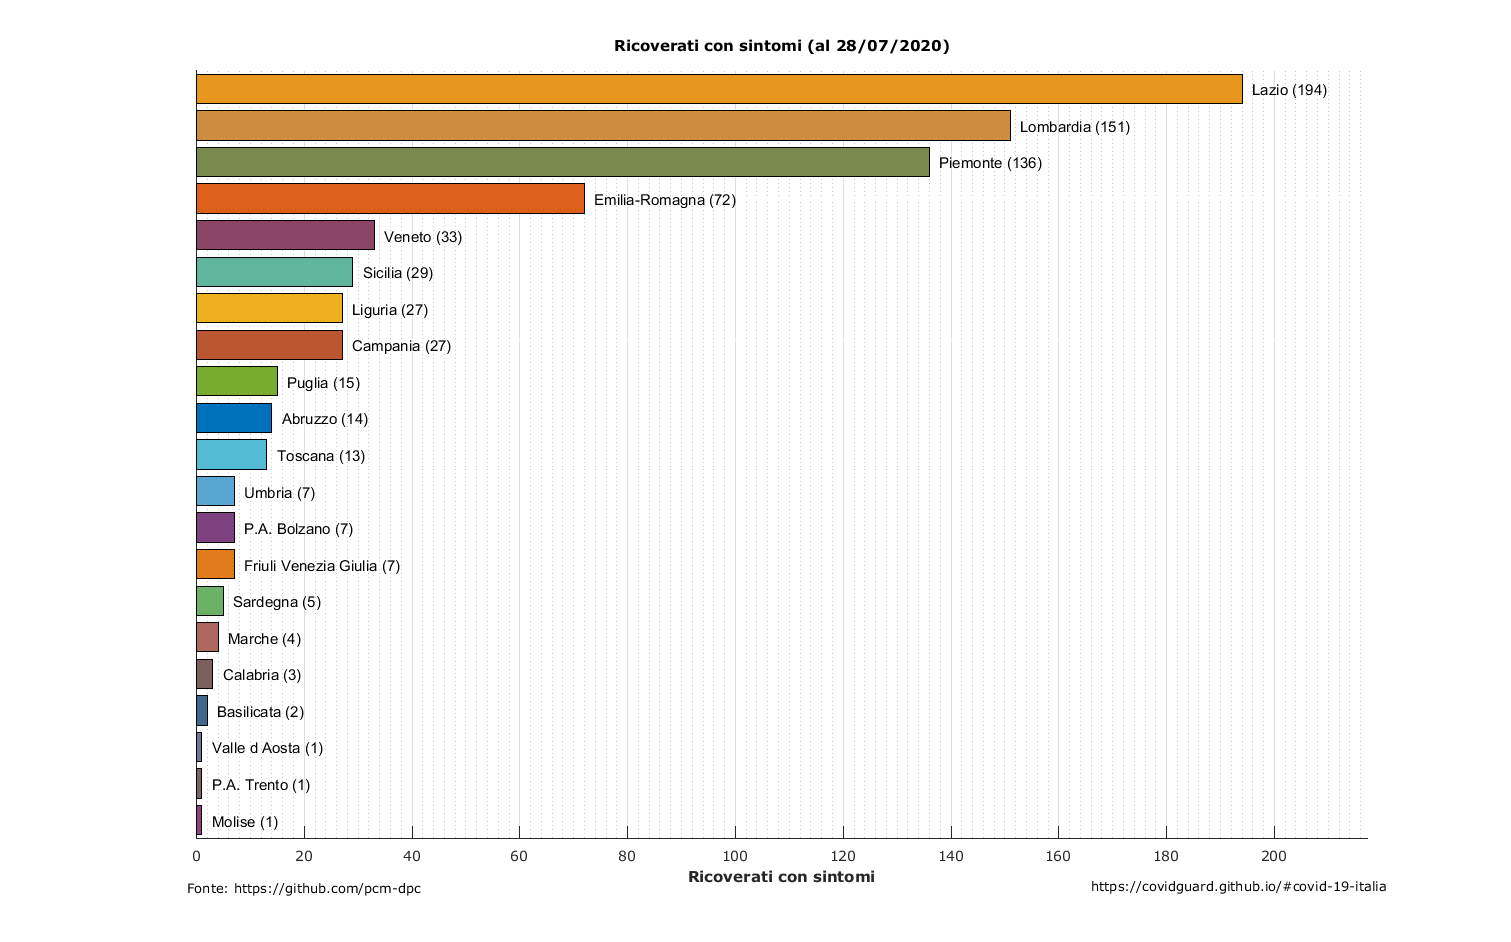 Ricoverati con sintomi (al 28/07/2020)
Lazio (194)
Lombardia (151)
Piemonte (136)
Emilia-Romagna (72)
Veneto (33)
Sicilia (29)
Liguria (27)
Campania (27)
Puglia (15)
Abruzzo (14)
Toscana (13)
Umbria (7)
P.A. Bolzano (7)
Friuli Venezia Giulia (7)
Sardegna (5)
Marche (4)
Calabria (3)
Basilicata (2)
Valle d Aosta (1)
P.A. Trento (1)
Molise (1)
0 20 40 60 80 100 120 140 160 180 200
Ricoverati con sintomi
Fonte: https://github.com/pcm-dpc
https://covidguard.github.io/#covid-19-italia